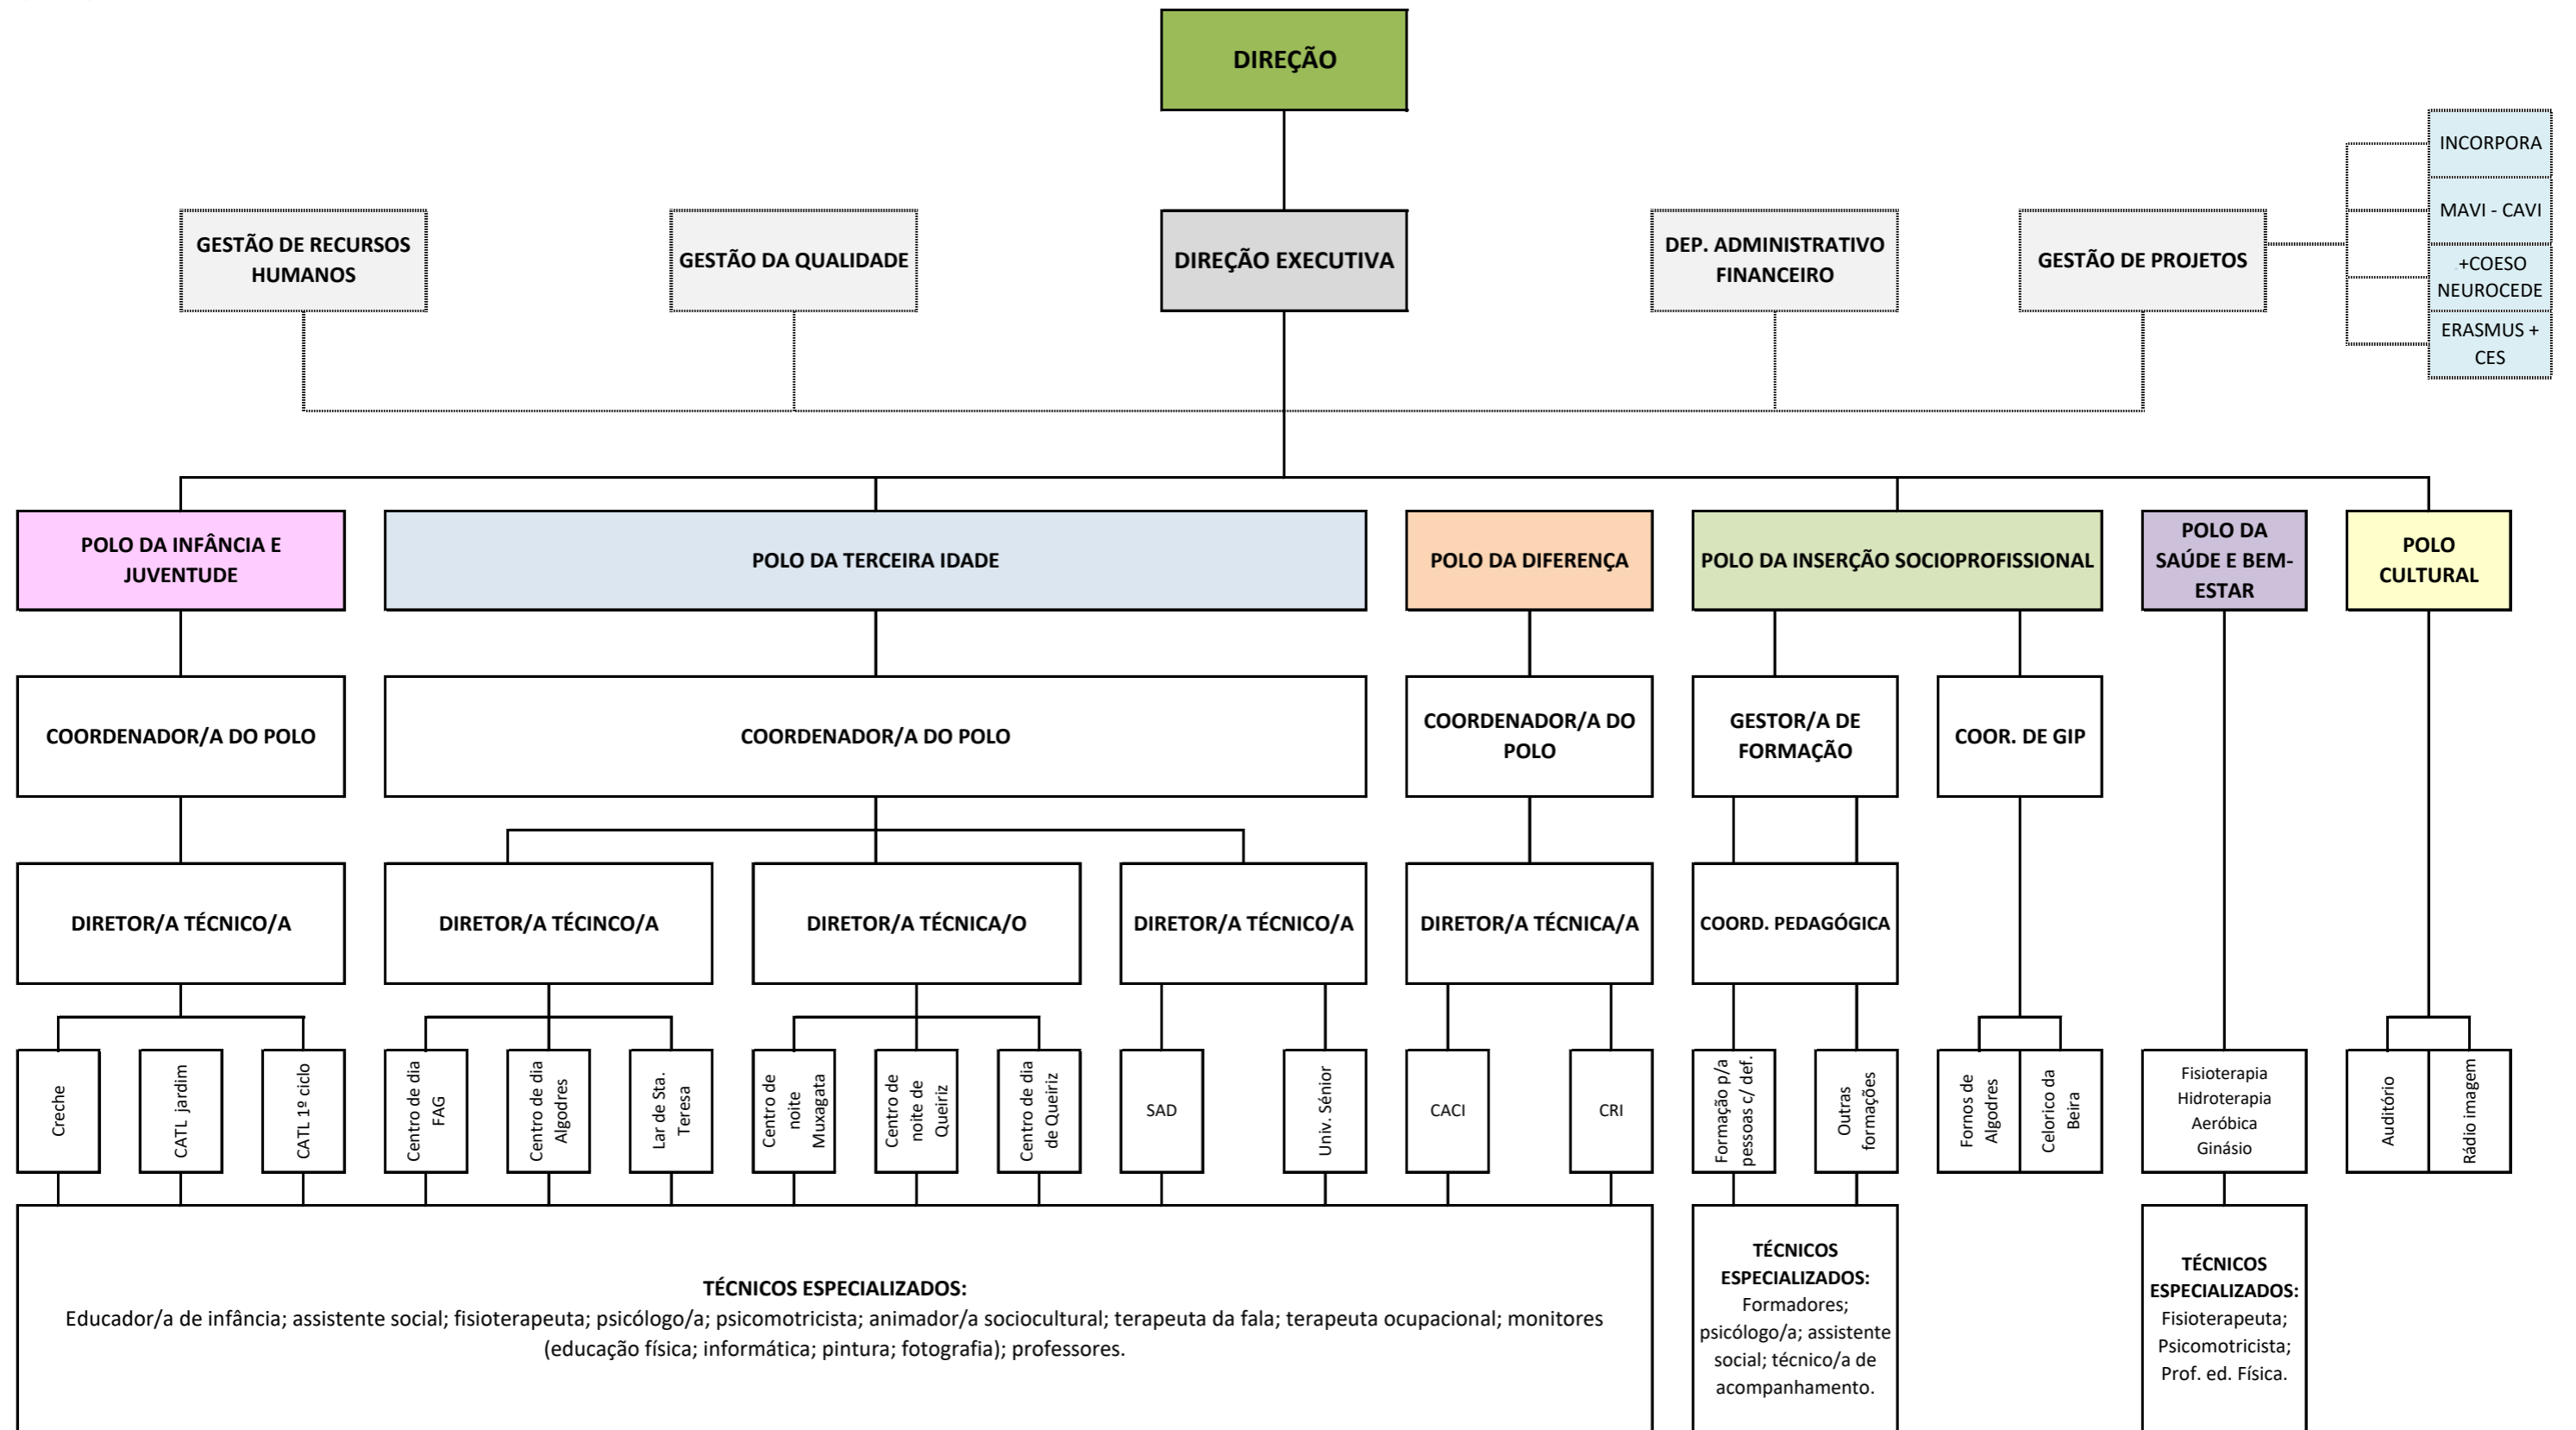 DIREÇÃO
INCORPORA
MAVI - CAVI
+COESO
NEUROCEDE
ERASMUS +
CES
GESTÃO DE RECURSOS
HUMANOS
GESTÃO DA QUALIDADE
DIREÇÃO EXECUTIVA
DEP. ADMINISTRATIVO
FINANCEIRO
GESTÃO DE PROJETOS
POLO DA INFÂNCIA E
JUVENTUDE
POLO DA TERCEIRA IDADE
POLO DA DIFERENÇA
POLO DA INSERÇÃO SOCIOPROFISSIONAL
POLO DA
SAÚDE E BEM-
ESTAR
POLO
CULTURAL
COORDENADOR/A DO POLO
COORDENADOR/A DO POLO
COORDENADOR/A DO
POLO
GESTOR/A DE
FORMAÇÃO
COOR. DE GIP
DIRETOR/A TÉCNICO/A
DIRETOR/A TÉCINCO/A
DIRETOR/A TÉCNICA/O
DIRETOR/A TÉCNICO/A
DIRETOR/A TÉCNICA/A
COORD. PEDAGÓGICA
Creche
CATL jardim
CATL 1º ciclo
Centro de dia
FAG
Centro de dia
Algodres
Lar de Sta.
Teresa
Centro de
noite
Muxagata
Centro de
noite de
Queiriz
Centro de dia
de Queiriz
SAD
Univ. Sénior
CACI
CRI
Formação p/a
pessoas c/ def.
Outras
formações
Fornos de
Algodres
Celorico da
Beira
Fisioterapia
Hidroterapia
Aeróbica
Ginásio
Auditório
Rádio imagem
TÉCNICOS ESPECIALIZADOS:
Educador/a de infância; assistente social; fisioterapeuta; psicólogo/a; psicomotricista; animador/a sociocultural; terapeuta da fala; terapeuta ocupacional; monitores
(educação física; informática; pintura; fotografia); professores.
TÉCNICOS
ESPECIALIZADOS:
Formadores;
psicólogo/a; assistente
social; técnico/a de
acompanhamento.
TÉCNICOS
ESPECIALIZADOS:
Fisioterapeuta;
Psicomotricista;
Prof. ed. Física.